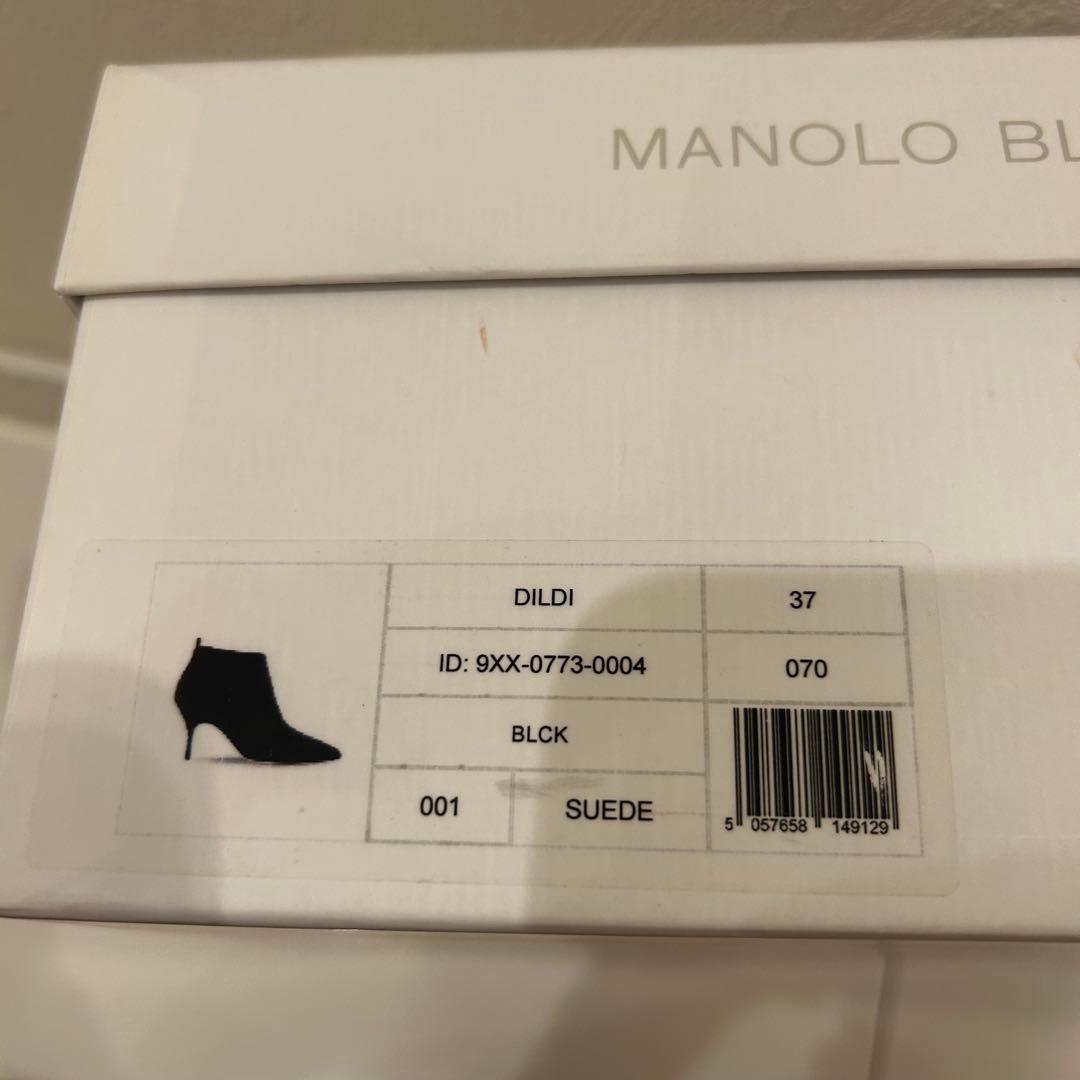 MANOLO BL
DILDI
37
ID: 9XX-0773-0004
070
BLCK
001
SUEDE
5 057658 149129